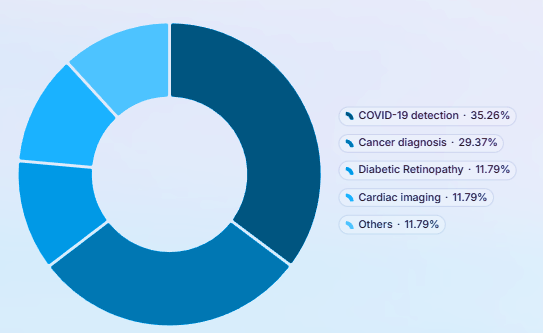 COVID-19 detection · 35.26%
Cancer diagnosis · 29.37%
Diabetic Retinopathy · 11.79%
Cardiac imaging · 11.79%
Others · 11.79%